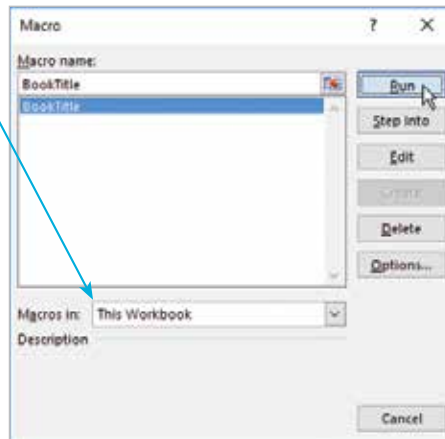 Macro ? ×
Macro name:
BookTitle
BookTitle
Run
Step Into
Edit
Create
Delete
Options...
Macros in: This Workbook
Description
Cancel